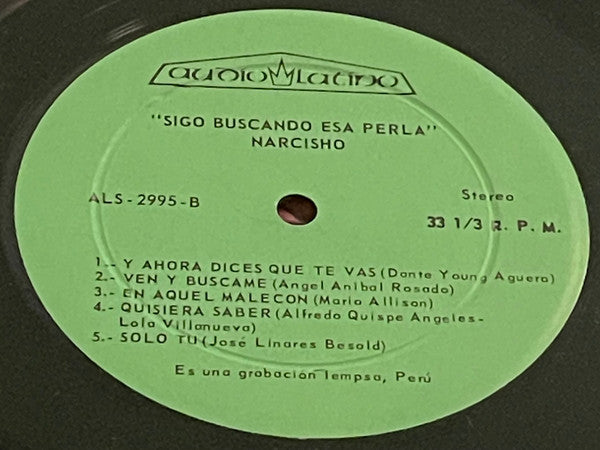 audio Latino
"SIGO BUSCANDO ESA PERLA"
NARCISHO
ALS-2995-B
Stereo
33 1/3 R. P. M.
1.- Y AHORA DICES QUE TE VAS (Dante Young Aguero)
2.- VEN Y BUSCAME (Angel Anibal Rosado)
3.- EN AQUEL MALECON (Mario Allison)
4.- QUISIERA SABER (Alfredo Quispe Angeles-
Lola Villanueva)
5.- SOLO TU (José Linares Besold)
Es una grabación Iempsa, Perú